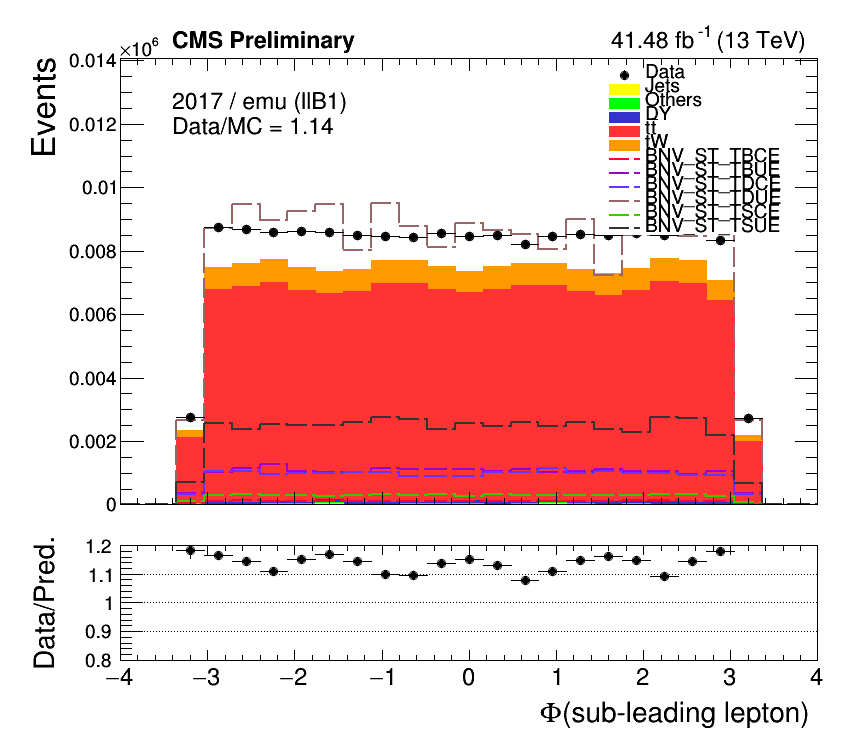 ×10⁶ CMS Preliminary 41.48 fb⁻¹ (13 TeV)
Events
0.014
0.012
0.01
0.008
0.006
0.004
0.002
0
2017 / emu (llB1)
Data/MC = 1.14
Data
Jets
Others
DY
tt
tW
BNV_ST_TBCE
BNV_ST_TBUE
BNV_ST_TDCE
BNV_ST_TDUE
BNV_ST_TSCE
BNV_ST_TSUE
Data/Pred.
1.2
1.1
1
0.9
0.8
−4 −3 −2 −1 0 1 2 3 4
Φ(sub-leading lepton)